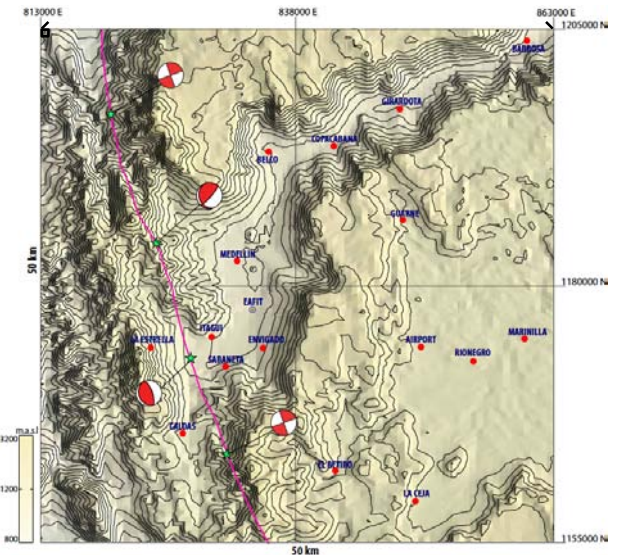 813000 E
838000 E
863000 E
1205000 N
BARBOSA
GIRARDOTA
COPACABANA
BELLO
GUARNE
50 km
MEDELLIN
1180000 N
EAFIT
ITAGUI
MARINILLA
LA ESTRELLA
ENVIGADO
AIRPORT
RIONEGRO
SABANETA
m.a.s.l
CALDAS
3200
EL RETIRO
1200
LA CEJA
800
1155000 N
50 km